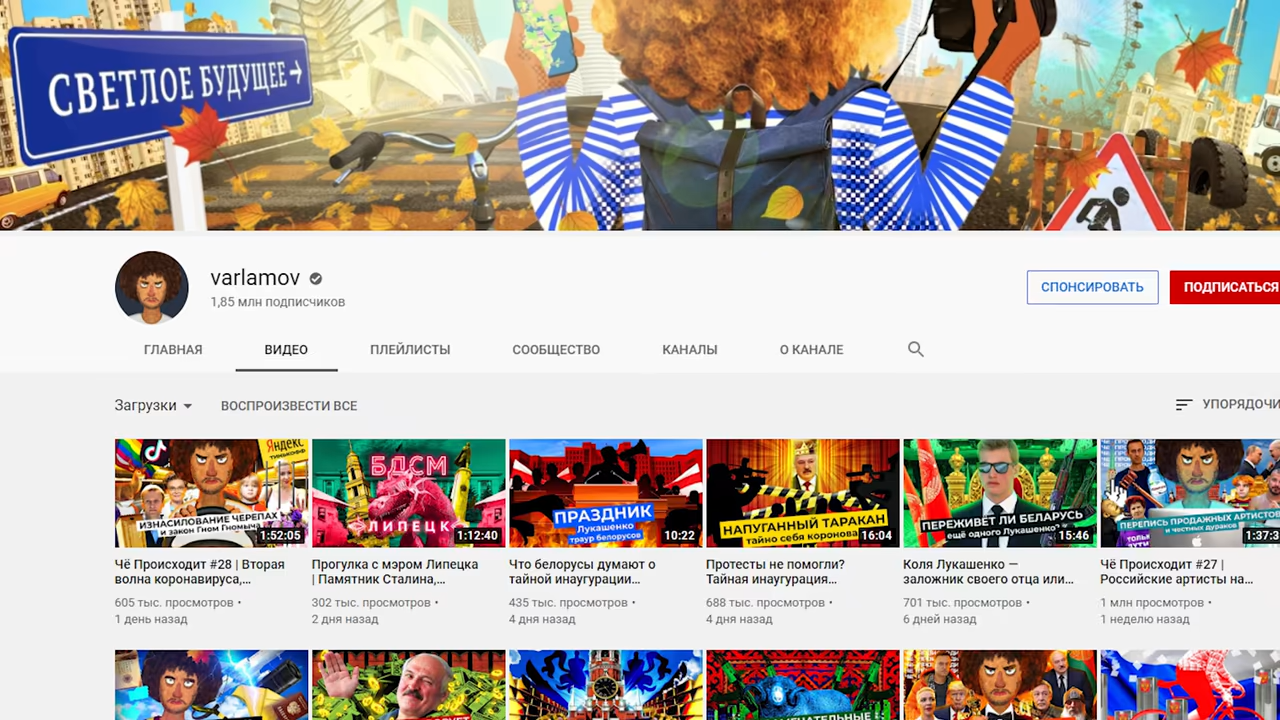 СВЕТЛОЕ БУДУЩЕЕ→
varlamov
1,85 млн подписчиков
СПОНСИРОВАТЬ
ПОДПИСАТЬСЯ
ГЛАВНАЯ
ВИДЕО
ПЛЕЙЛИСТЫ
СООБЩЕСТВО
КАНАЛЫ
О КАНАЛЕ
Загрузки
ВОСПРОИЗВЕСТИ ВСЕ
УПОРЯДОЧИ
Яндекс
ТИНЬКОФФ
ИЗНАСИЛОВАНИЕ ЧЕРЕПАХ
и закон Гном Гномыча
1:52:05
БДСМ
ЛИПЕЦК
1:12:40
ПРАЗДНИК
Лукашенко
траур белорусов
10:22
НАПУГАННЫЙ ТАРАКАН
тайно себя коронова
16:04
ПЕРЕЖИВЁТ ЛИ БЕЛАРУСЬ
ещё одного Лукашенко?
15:46
ПЕРЕПИСЬ ПРОДАЖНЫХ АРТИСТОВ
и честных дураков
ТОЛЬК
ПУТИ
1:37:3
Чё Происходит #28 | Вторая
волна коронавируса,...
605 тыс. просмотров •
1 день назад
Прогулка с мэром Липецка
| Памятник Сталина,...
302 тыс. просмотров •
2 дня назад
Что белорусы думают о
тайной инаугурации...
435 тыс. просмотров •
4 дня назад
Протесты не помогли?
Тайная инаугурация...
688 тыс. просмотров •
4 дня назад
Коля Лукашенко —
заложник своего отца или...
701 тыс. просмотров •
6 дней назад
Чё Происходит #27 |
Российские артисты на...
1 млн просмотров •
1 неделю назад